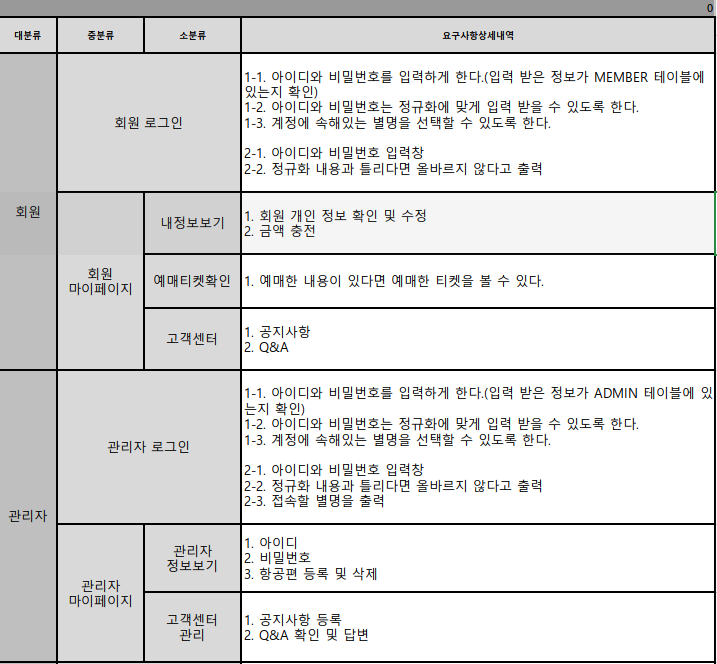 0
대분류 중분류 소분류 요구사항상세내역
회원
회원 로그인
1-1. 아이디와 비밀번호를 입력하게 한다.(입력 받은 정보가 MEMBER 테이블에
있는지 확인)
1-2. 아이디와 비밀번호는 정규화에 맞게 입력 받을 수 있도록 한다.
1-3. 계정에 속해있는 별명을 선택할 수 있도록 한다.
2-1. 아이디와 비밀번호 입력창
2-2. 정규화 내용과 틀리다면 올바르지 않다고 출력
회원
마이페이지
내정보보기
1. 회원 개인 정보 확인 및 수정
2. 금액 충전
예매티켓확인
1. 예매한 내용이 있다면 예매한 티켓을 볼 수 있다.
고객센터
1. 공지사항
2. Q&A
관리자
관리자 로그인
1-1. 아이디와 비밀번호를 입력하게 한다.(입력 받은 정보가 ADMIN 테이블에 있
는지 확인)
1-2. 아이디와 비밀번호는 정규화에 맞게 입력 받을 수 있도록 한다.
1-3. 계정에 속해있는 별명을 선택할 수 있도록 한다.
2-1. 아이디와 비밀번호 입력창
2-2. 정규화 내용과 틀리다면 올바르지 않다고 출력
2-3. 접속할 별명을 출력
관리자
마이페이지
관리자
정보보기
1. 아이디
2. 비밀번호
3. 항공편 등록 및 삭제
고객센터
관리
1. 공지사항 등록
2. Q&A 확인 및 답변